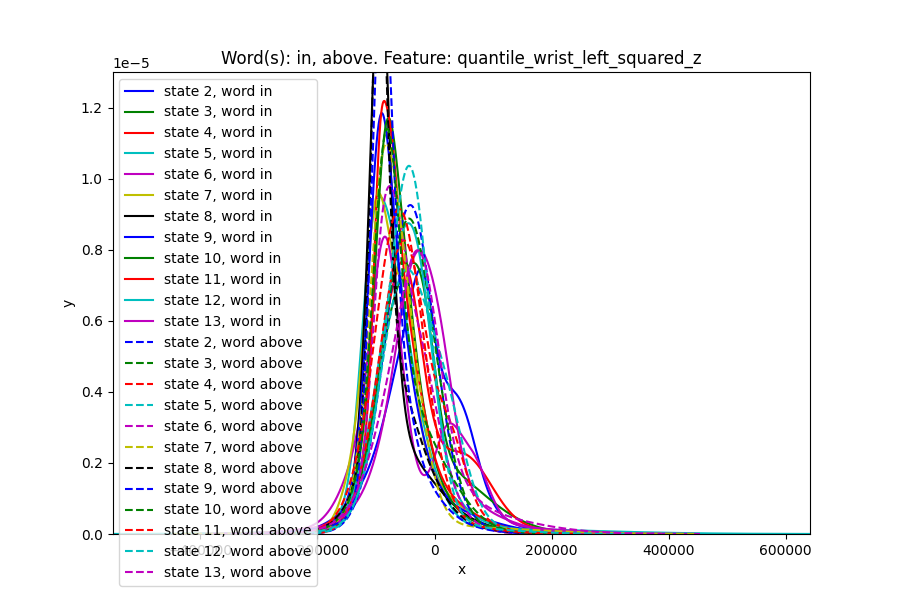 Word(s): in, above. Feature: quantile_wrist_left_squared_z
1e−5
1.2
1.0
0.8
0.6
0.4
0.2
0.0
y
state 2, word in
state 3, word in
state 4, word in
state 5, word in
state 6, word in
state 7, word in
state 8, word in
state 9, word in
state 10, word in
state 11, word in
state 12, word in
state 13, word in
state 2, word above
state 3, word above
state 4, word above
state 5, word above
state 6, word above
state 7, word above
state 8, word above
state 9, word above
state 10, word above
state 11, word above
state 12, word above
state 13, word above
0 200000 400000 600000
x